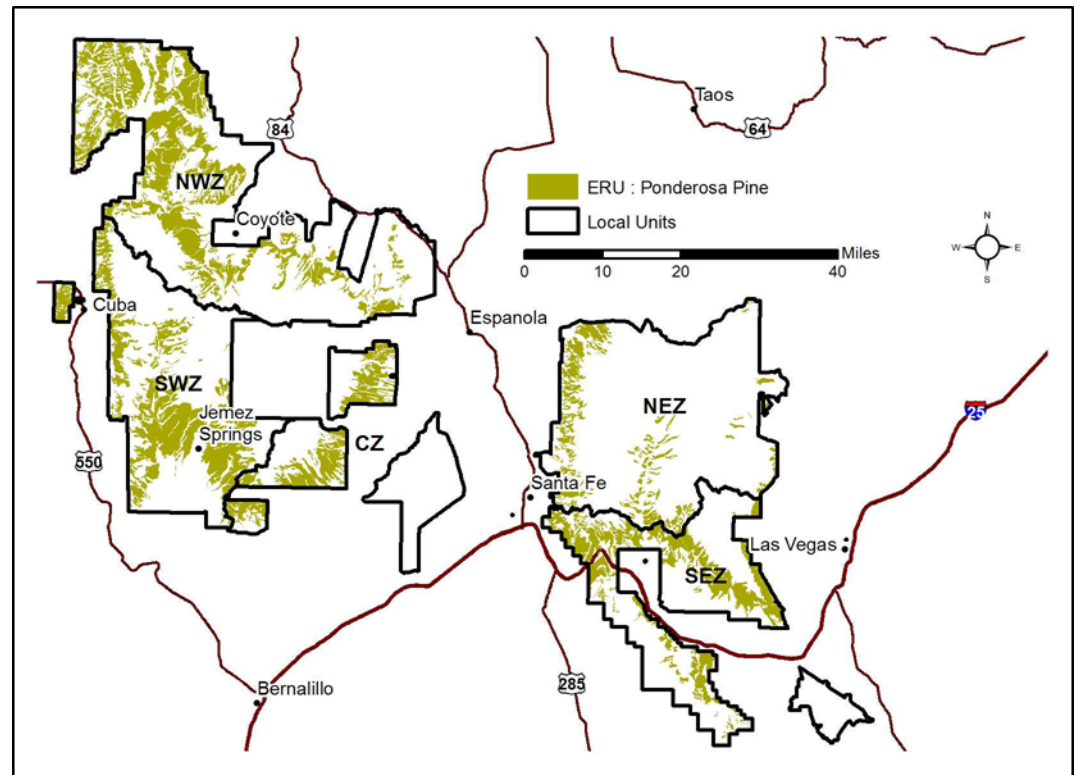 Taos
84
64
NWZ
ERU : Ponderosa Pine
Coyote
Local Units
Miles
0 10 20 40
N
W E
S
Cuba
Espanola
SWZ
Jemez
Springs
CZ
NEZ
25
550
Santa Fe
Las Vegas
SEZ
285
Bernalillo